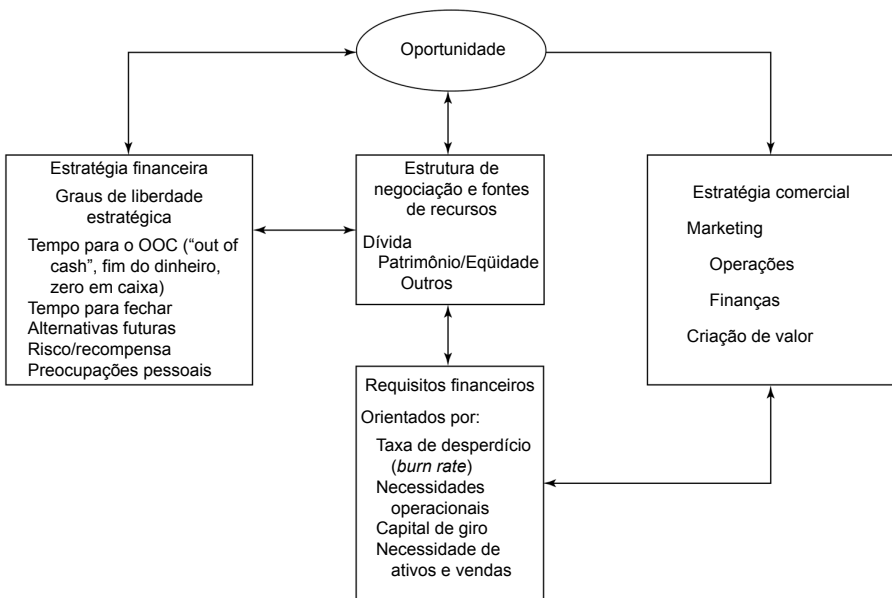 Oportunidade
Estratégia financeira
Graus de liberdade
estratégica
Tempo para o OOC (“out of
cash”, fim do dinheiro,
zero em caixa)
Tempo para fechar
Alternativas futuras
Risco/recompensa
Preocupações pessoais
Estrutura de
negociação e fontes
de recursos
Dívida
Patrimônio/Eqüidade
Outros
Estratégia comercial
Marketing
Operações
Finanças
Criação de valor
Requisitos financeiros
Orientados por:
Taxa de desperdício
(burn rate)
Necessidades
operacionais
Capital de giro
Necessidade de
ativos e vendas